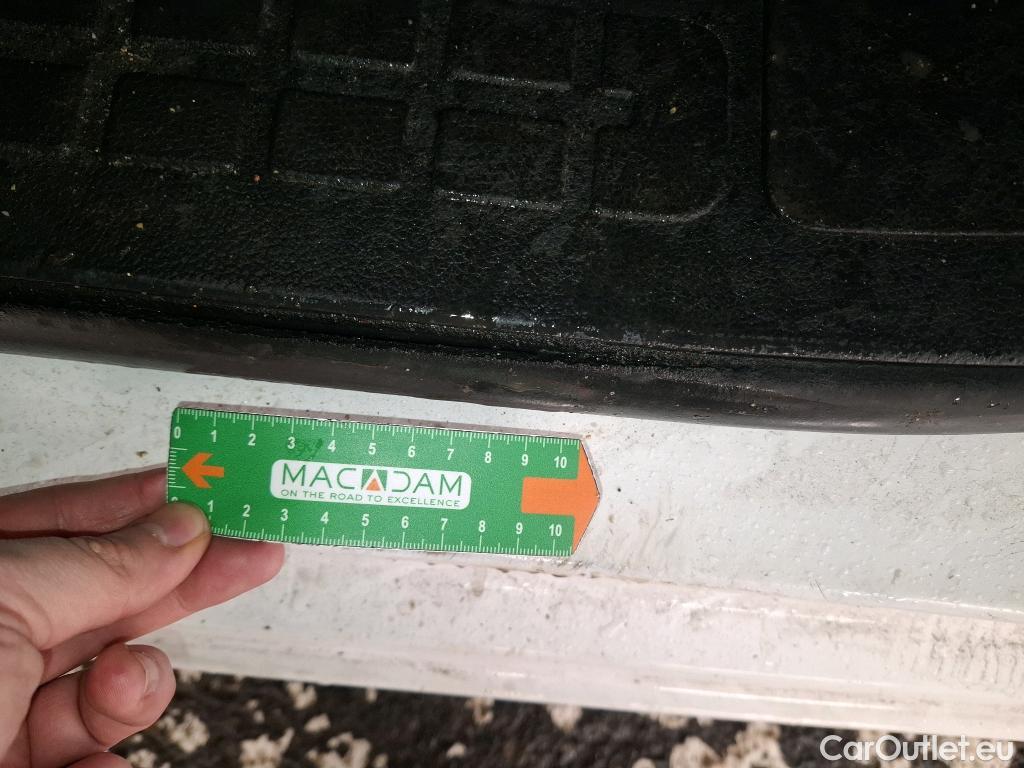 0 1 2 3 4 5 6 7 8 9 10
MACADAM
ON THE ROAD TO EXCELLENCE
1 2 3 4 5 6 7 8 9 10
CarOutlet.eu